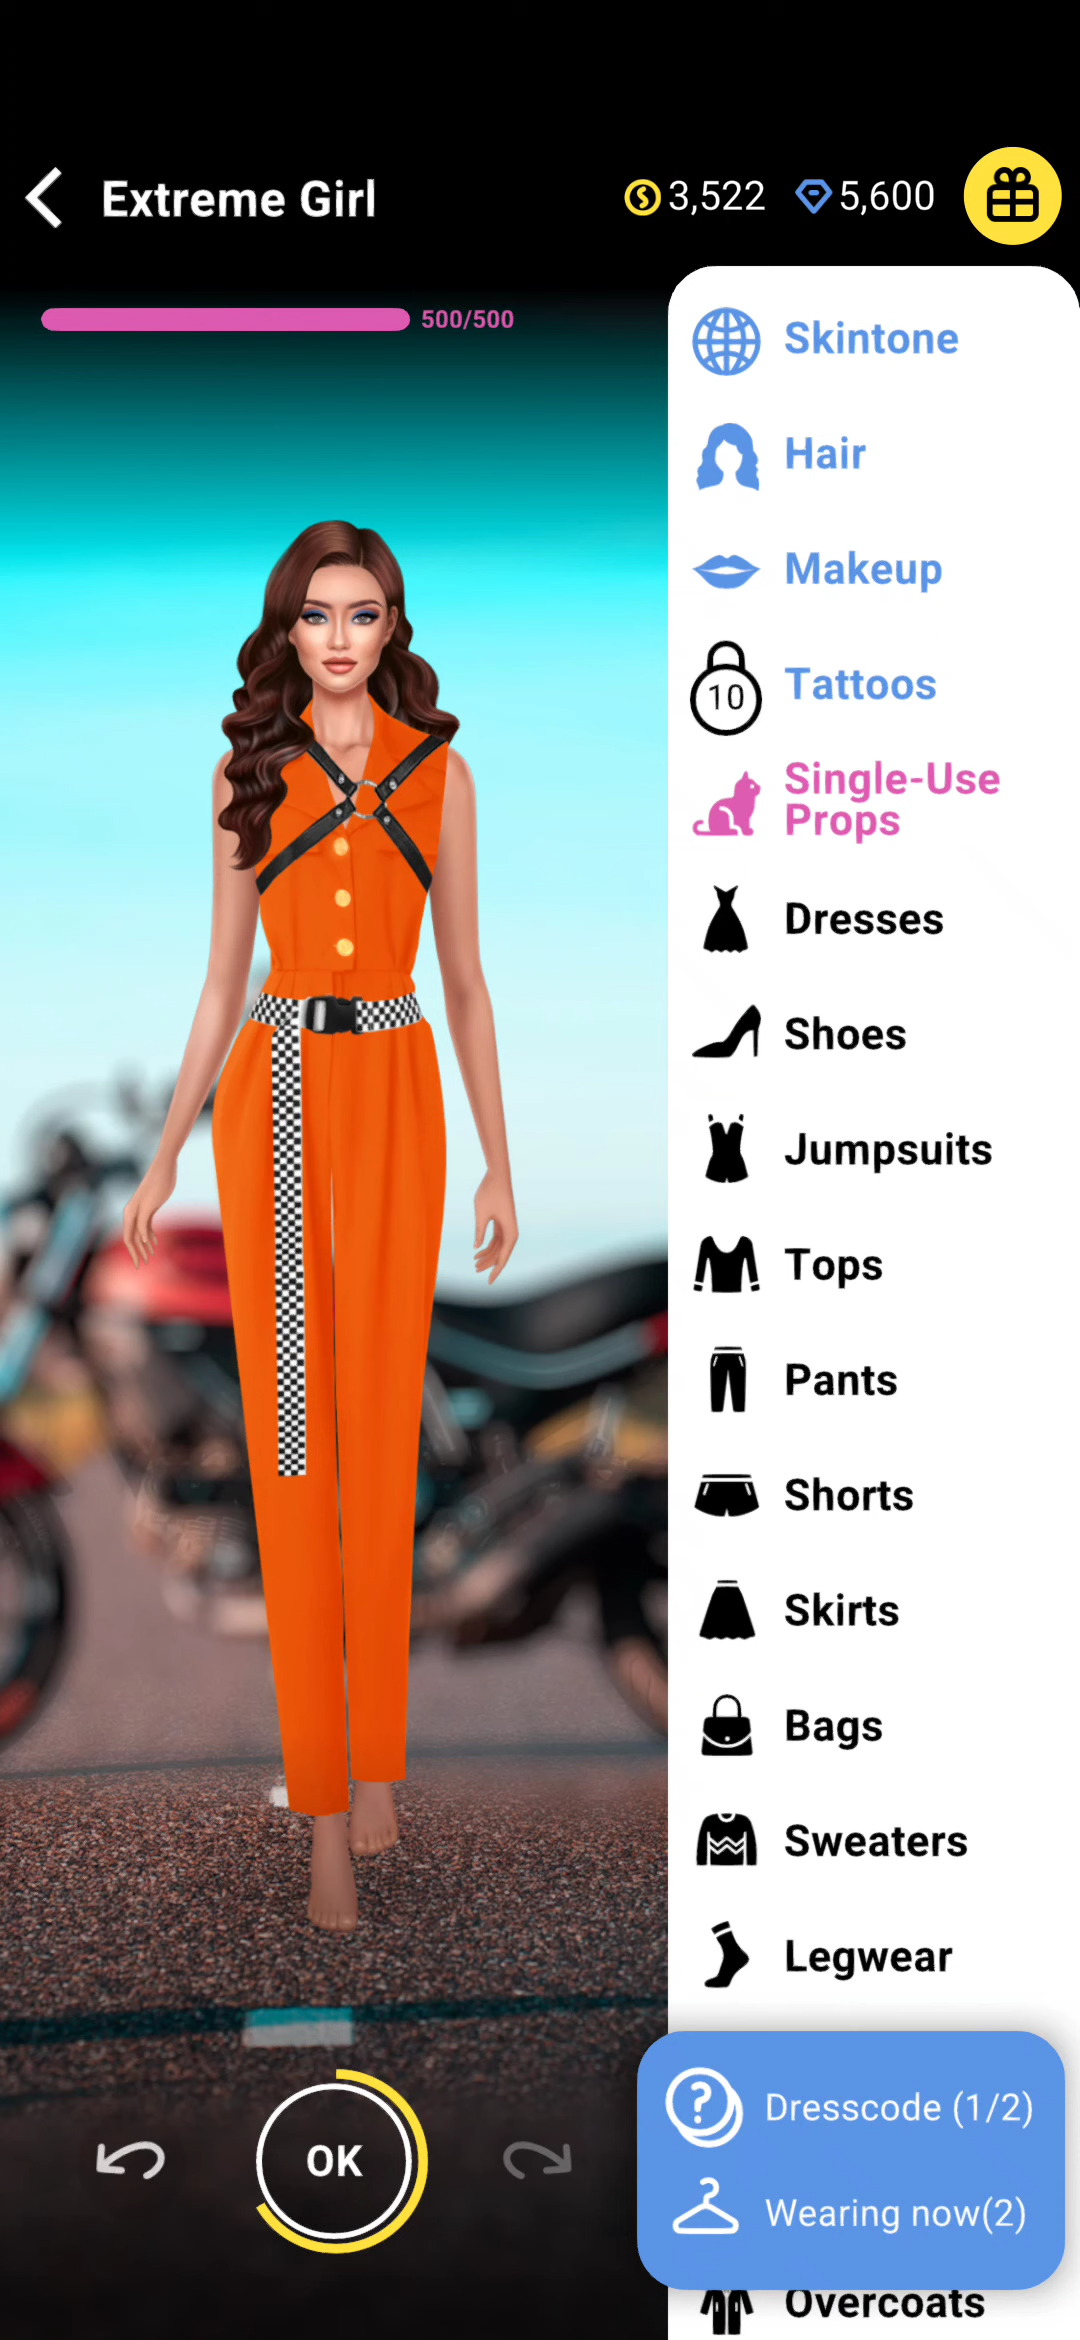 Extreme Girl
3,522
5,600
500/500
Skintone
Hair
Makeup
10
Tattoos
Single-Use
Props
Dresses
Shoes
Jumpsuits
Tops
Pants
Shorts
Skirts
Bags
Sweaters
Legwear
Dresscode (1/2)
Wearing now(2)
Overcoats
OK